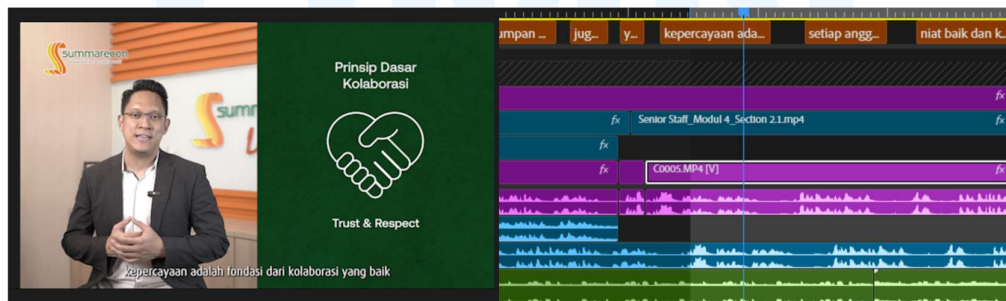 summarecon
summ
Prinsip Dasar
Kolaborasi
Trust & Respect
kepercayaan adalah fondasi dari kolaborasi yang baik
umpan ...
jug...
y...
kepercayaan ada...
setiap angg...
niat baik dan k...
fx
fx
Senior Staff_Modul 4_Section 2.1.mp4
fx
fx
fx
C0005.MP4 [V]
fx